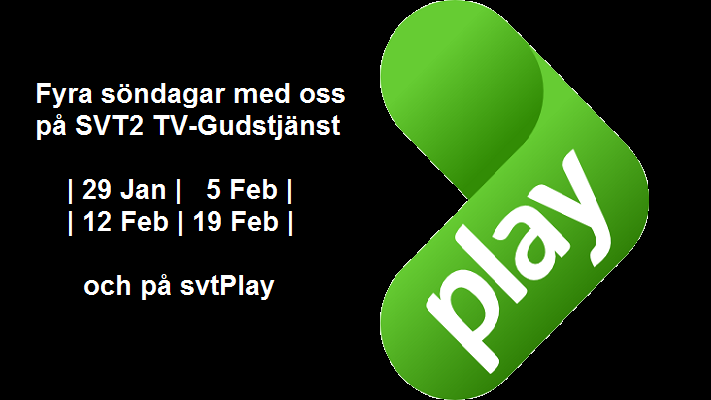 Fyra söndagar med oss
på SVT2 TV-Gudstjänst
| 29 Jan | 5 Feb |
| 12 Feb | 19 Feb |
och på svtPlay
play